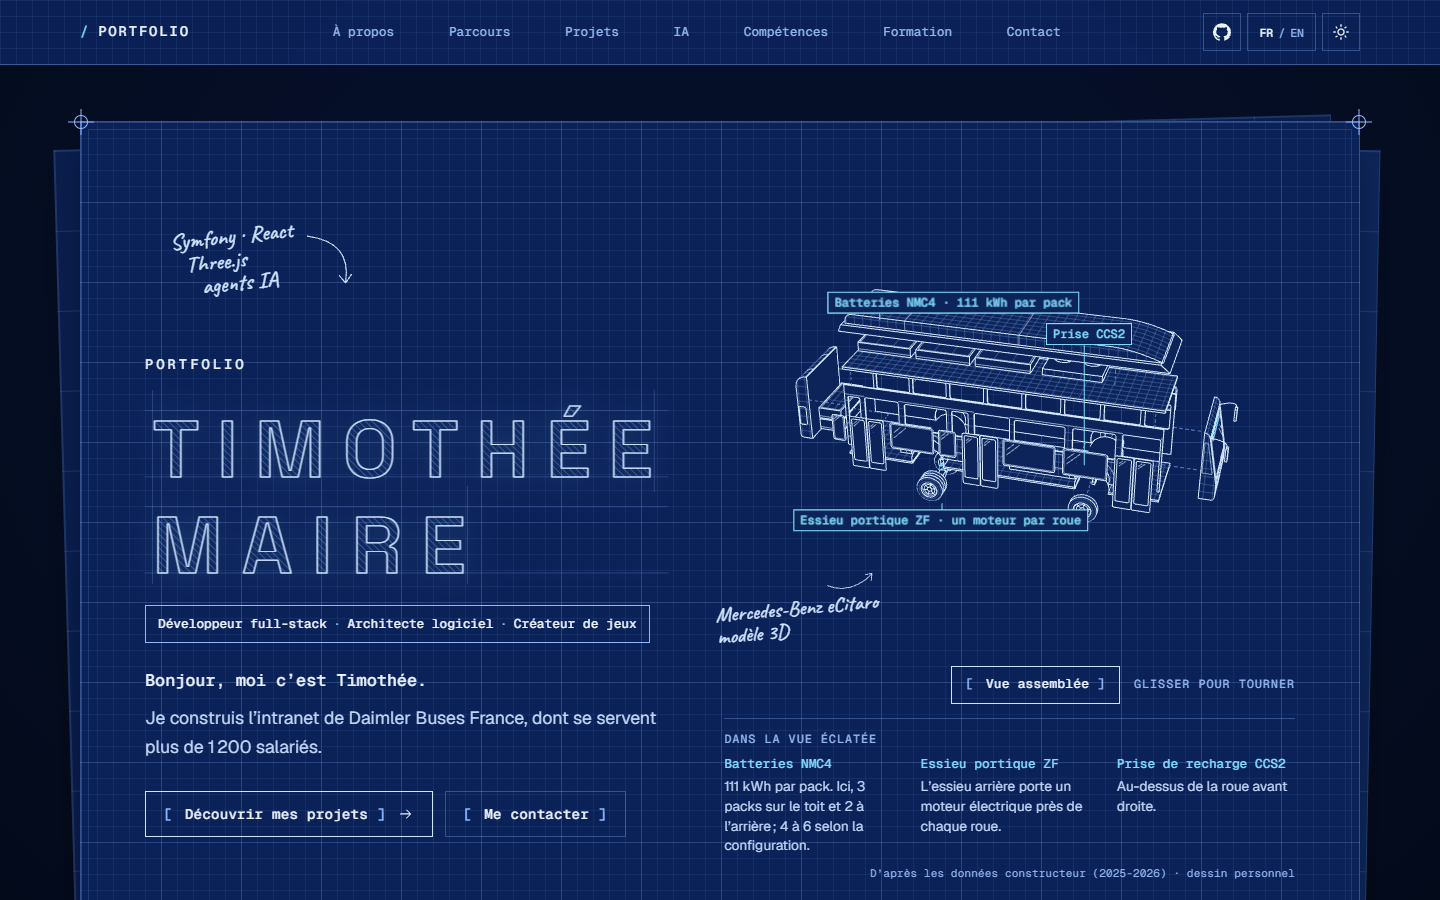 / PORTFOLIO
À propos
Parcours
Projets
IA
Compétences
Formation
Contact
FR / EN
Symfony · React
Three.js
agents IA
PORTFOLIO
TIMOTHÉE
MAIRE
Développeur full-stack · Architecte logiciel · Créateur de jeux
Bonjour, moi c’est Timothée.
Je construis l’intranet de Daimler Buses France, dont se servent
plus de 1 200 salariés.
[ Découvrir mes projets ] →
[ Me contacter ]
Batteries NMC4 · 111 kWh par pack
Prise CCS2
Essieu portique ZF · un moteur par roue
Mercedes-Benz eCitaro
modèle 3D
[ Vue assemblée ]
GLISSER POUR TOURNER
DANS LA VUE ÉCLATÉE
Batteries NMC4
111 kWh par pack. Ici, 3
packs sur le toit et 2 à
l’arrière ; 4 à 6 selon la
configuration.
Essieu portique ZF
L’essieu arrière porte un
moteur électrique près de
chaque roue.
Prise de recharge CCS2
Au-dessus de la roue avant
droite.
D'après les données constructeur (2025-2026) · dessin personnel